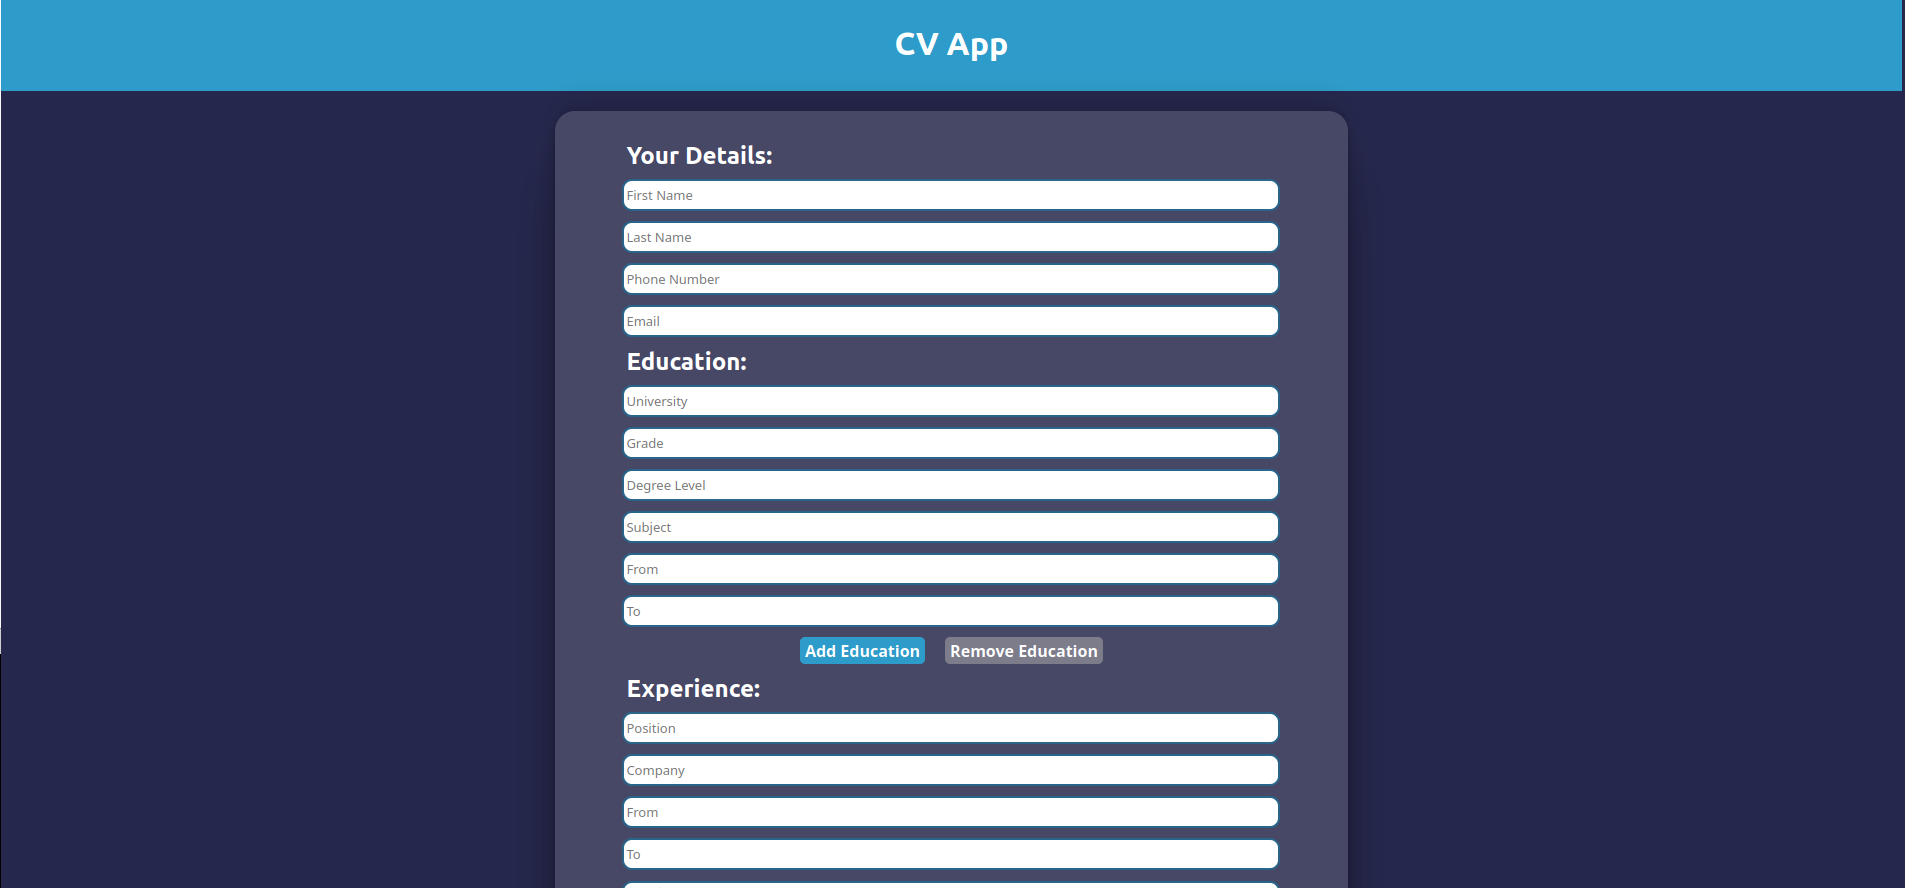 CV App
Your Details:
First Name
Last Name
Phone Number
Email
Education:
University
Grade
Degree Level
Subject
From
To
Add Education Remove Education
Experience:
Position
Company
From
To